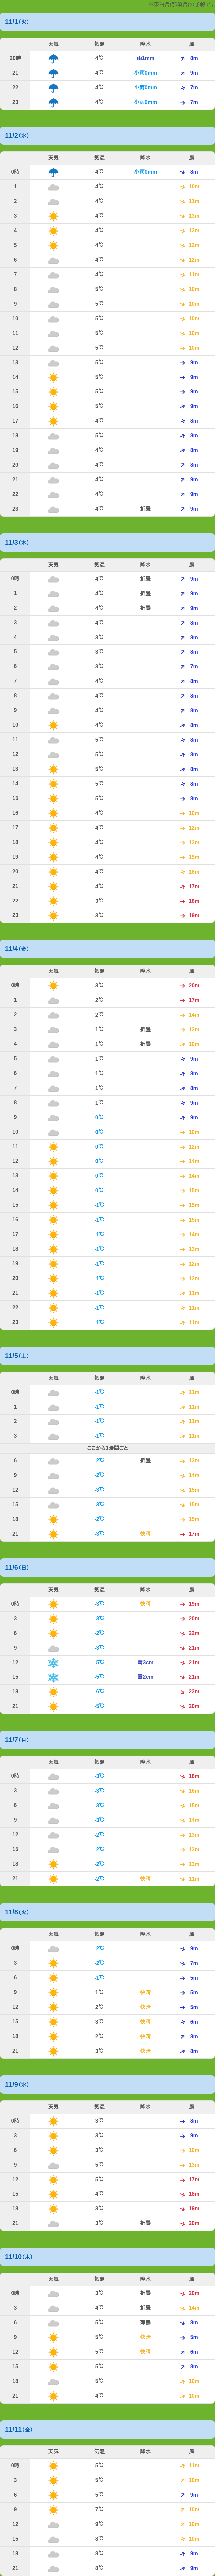 11/1(火)
天気 気温 降水 風
20時 4℃ 雨1mm 8m
21 4℃ 小雨0mm 9m
22 4℃ 小雨0mm 7m
23 4℃ 小雨0mm 7m
11/2(水)
天気 気温 降水 風
0時 4℃ 小雨0mm 8m
1 4℃ 10m
2 4℃ 11m
3 4℃ 13m
4 4℃ 13m
5 4℃ 12m
6 4℃ 12m
7 4℃ 11m
8 5℃ 10m
9 5℃ 10m
10 5℃ 10m
11 5℃ 10m
12 5℃ 10m
13 5℃ 9m
14 5℃ 9m
15 5℃ 9m
16 5℃ 9m
17 4℃ 8m
18 5℃ 8m
19 4℃ 8m
20 4℃ 8m
21 4℃ 9m
22 4℃ 9m
23 4℃ 折曇 9m
11/3(木)
天気 気温 降水 風
0時 4℃ 折曇 9m
1 4℃ 折曇 9m
2 4℃ 折曇 9m
3 4℃ 8m
4 3℃ 8m
5 3℃ 8m
6 3℃ 7m
7 4℃ 8m
8 4℃ 8m
9 4℃ 8m
10 4℃ 8m
11 5℃ 8m
12 5℃ 8m
13 5℃ 8m
14 5℃ 8m
15 5℃ 8m
16 4℃ 10m
17 4℃ 12m
18 4℃ 13m
19 4℃ 15m
20 4℃ 16m
21 4℃ 17m
22 3℃ 18m
23 3℃ 19m
11/4(金)
天気 気温 降水 風
0時 3℃ 20m
1 2℃ 17m
2 2℃ 14m
3 1℃ 折曇 12m
4 1℃ 折曇 10m
5 1℃ 9m
6 1℃ 8m
7 1℃ 8m
8 1℃ 9m
9 0℃ 9m
10 0℃ 10m
11 0℃ 12m
12 0℃ 14m
13 0℃ 14m
14 0℃ 15m
15 -1℃ 15m
16 -1℃ 15m
17 -1℃ 14m
18 -1℃ 13m
19 -1℃ 12m
20 -1℃ 12m
21 -1℃ 11m
22 -1℃ 11m
23 -1℃ 11m
11/5(土)
天気 気温 降水 風
0時 -1℃ 11m
1 -1℃ 11m
2 -1℃ 11m
3 -1℃ 11m
ここから3時間ごと
6 -2℃ 折曇 13m
9 -2℃ 14m
12 -3℃ 15m
15 -3℃ 15m
18 -2℃ 15m
21 -3℃ 快晴 17m
11/6(日)
天気 気温 降水 風
0時 -3℃ 快晴 19m
3 -3℃ 20m
6 -2℃ 22m
9 -3℃ 21m
12 -5℃ 雪3cm 21m
15 -5℃ 雪2cm 21m
18 -6℃ 22m
21 -5℃ 20m
11/7(月)
天気 気温 降水 風
0時 -3℃ 18m
3 -3℃ 16m
6 -3℃ 16m
9 -3℃ 14m
12 -2℃ 13m
15 -2℃ 13m
18 -2℃ 11m
21 -2℃ 快晴 11m
11/8(火)
天気 気温 降水 風
0時 -2℃ 9m
3 -2℃ 7m
6 -1℃ 5m
9 1℃ 快晴 5m
12 2℃ 快晴 5m
15 3℃ 快晴 6m
18 2℃ 快晴 8m
21 3℃ 快晴 8m
11/9(水)
天気 気温 降水 風
0時 3℃ 8m
3 3℃ 9m
6 3℃ 10m
9 5℃ 13m
12 5℃ 17m
15 4℃ 18m
18 3℃ 19m
21 3℃ 折曇 20m
11/10(木)
天気 気温 降水 風
0時 3℃ 折曇 20m
3 4℃ 折曇 14m
6 5℃ 薄曇 8m
9 5℃ 快晴 5m
12 5℃ 快晴 6m
15 5℃ 8m
18 5℃ 10m
21 4℃ 10m
11/11(金)
天気 気温 降水 風
0時 5℃ 11m
3 5℃ 10m
6 5℃ 9m
9 7℃ 10m
12 9℃ 10m
15 8℃ 10m
18 8℃ 9m
21 8℃ 9m